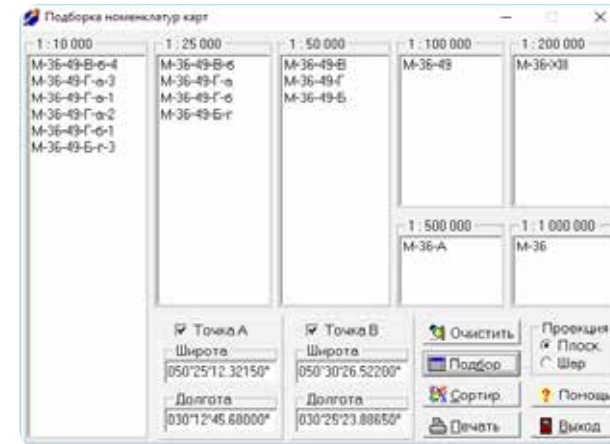 Подборка номенклатур карт
1 : 10 000
М-36-49-В-б-4
М-36-49-Г-а-3
М-36-49-Г-а-1
М-36-49-Г-а-2
М-36-49-Г-б-1
М-36-49-Б-г-3
1 : 25 000
М-36-49-В-б
М-36-49-Г-а
М-36-49-Г-б
М-36-49-Б-г
1 : 50 000
М-36-49-В
М-36-49-Г
М-36-49-Б
1 : 100 000
М-36-49
1 : 200 000
М-36-XIII
1 : 500 000
М-36-А
1 : 1 000 000
М-36
Точка А
Широта
050°25'12.32150"
Долгота
030°12'45.68000"
Точка В
Широта
050°30'26.52200"
Долгота
030°25'23.88650"
Очистить
Подбор
Сортир
Печать
Проекция
Плоск.
Шар
Помощь
Выход